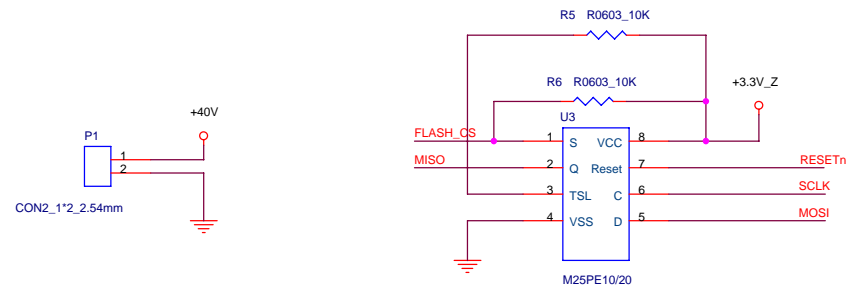 R5 R0603_10K
R6 R0603_10K
+3.3V_Z
+40V
U3
P1
FLASH_CS
1 S VCC 8
1
MISO
2 Q Reset 7 RESETn
2
3 TSL C 6 SCLK
CON2_1*2_2.54mm
4 VSS D 5 MOSI
M25PE10/20